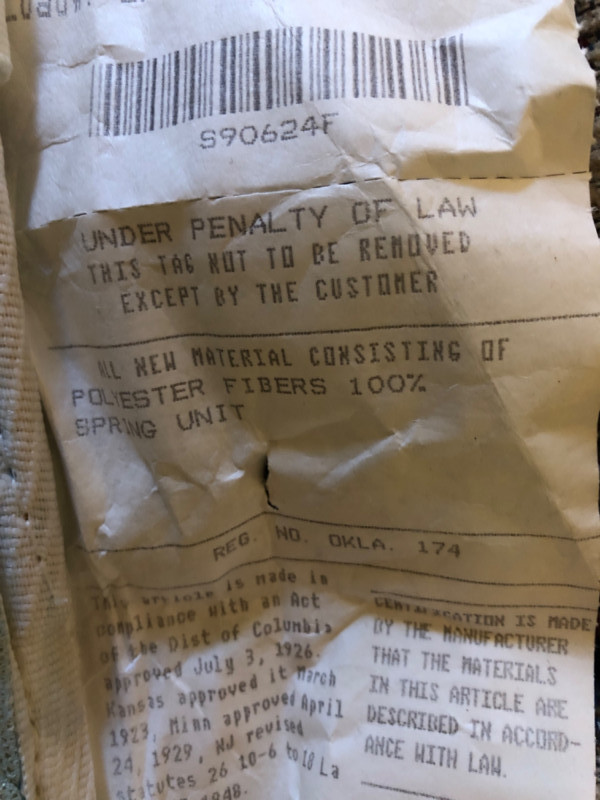 S90624F
UNDER PENALTY OF LAW
THIS TAG NOT TO BE REMOVED
EXCEPT BY THE CUSTOMER
ALL NEW MATERIAL CONSISTING OF
POLYESTER FIBERS 100%
SPRING UNIT
REG. NO. OKLA. 174
This article is made in
compliance with an Act
of the Dist of Columbia
approved July 3, 1926.
Kansas approved it March
1923, Minn approved April
24, 1929, NJ revised
statutes 26 10-6 to 18 La
1948.
CERTIFICATION IS MADE
BY THE MANUFACTURER
THAT THE MATERIALS
IN THIS ARTICLE ARE
DESCRIBED IN ACCORD-
ANCE WITH LAW.